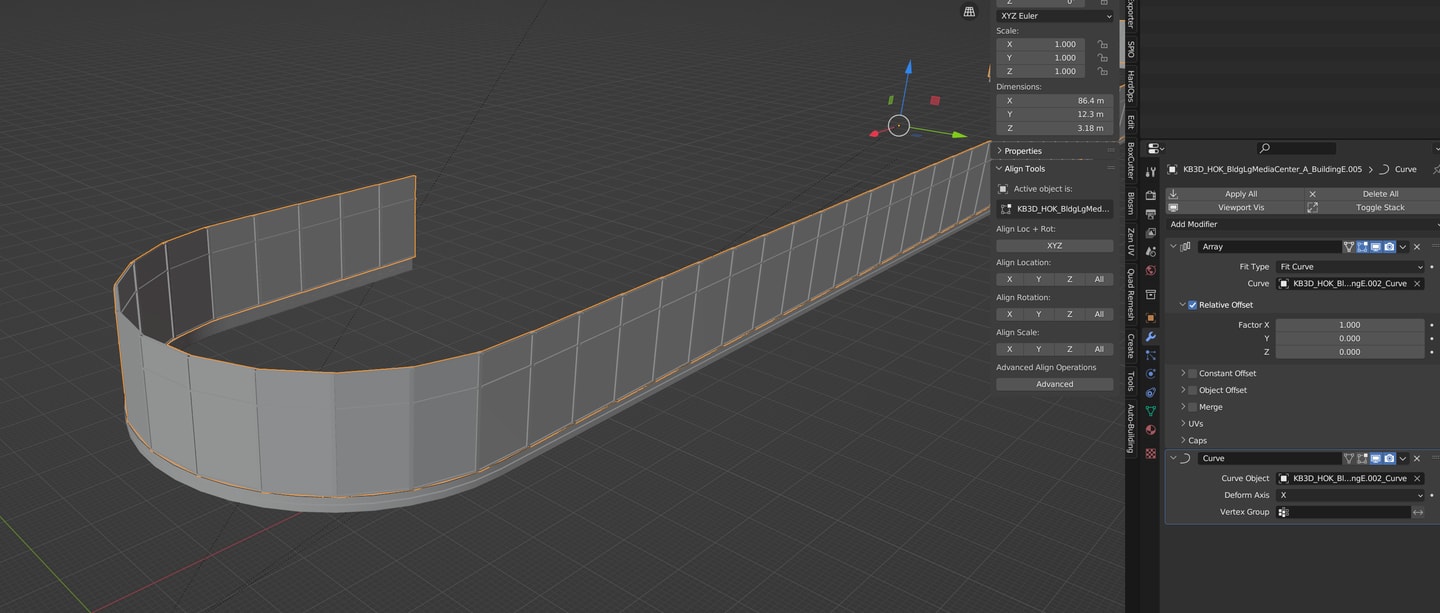 Z 0°
XYZ Euler
Scale:
X 1.000
Y 1.000
Z 1.000
Dimensions:
X 86.4 m
Y 12.3 m
Z 3.18 m
Properties
Align Tools
Active object is:
KB3D_HOK_BldgLgMed...
Align Loc + Rot:
XYZ
Align Location:
X Y Z All
Align Rotation:
X Y Z All
Align Scale:
X Y Z All
Advanced Align Operations
Advanced
SPIO
HardOps
Edit
BoxCutter
Blosm
Zen UV
Quad Remesh
Create
Tools
Auto-Building
KB3D_HOK_BldgLgMediaCenter_A_BuildingE.005 > Curve
Apply All Delete All
Viewport Vis Toggle Stack
Add Modifier
Array
Fit Type Fit Curve
Curve KB3D_HOK_Bl...ngE.002_Curve
Relative Offset
Factor X 1.000
Y 0.000
Z 0.000
Constant Offset
Object Offset
Merge
UVs
Caps
Curve
Curve Object KB3D_HOK_Bl...ngE.002_Curve
Deform Axis X
Vertex Group